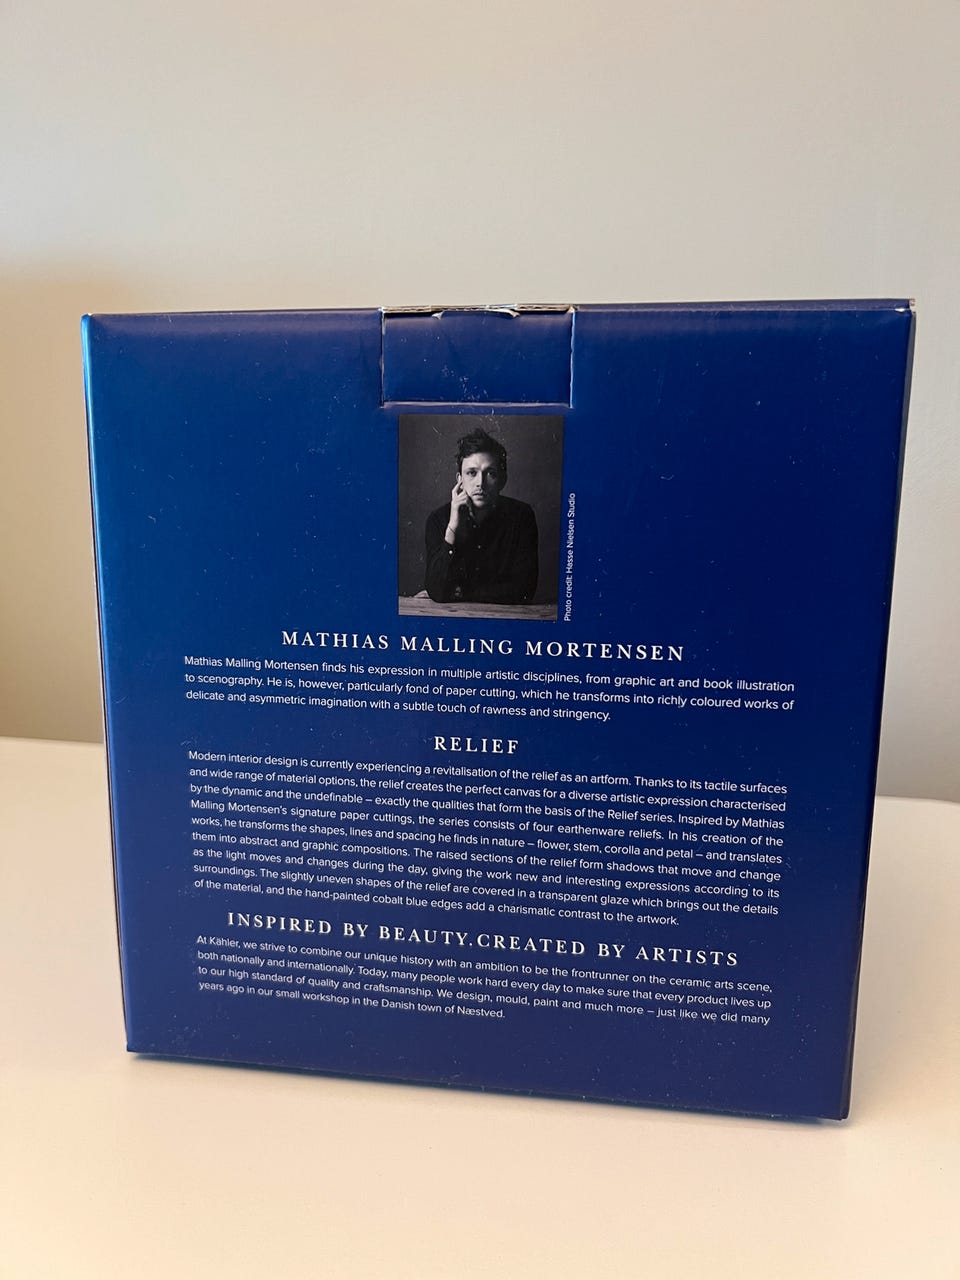 Photo credit: Hasse Nielsen Studio
MATHIAS MALLING MORTENSEN
Mathias Malling Mortensen finds his expression in multiple artistic disciplines, from graphic art and book illustration
to scenography. He is, however, particularly fond of paper cutting, which he transforms into richly coloured works of
delicate and asymmetric imagination with a subtle touch of rawness and stringency.
RELIEF
Modern interior design is currently experiencing a revitalisation of the relief as an artform. Thanks to its tactile surfaces
and wide range of material options, the relief creates the perfect canvas for a diverse artistic expression characterised
by the dynamic and the undefinable – exactly the qualities that form the basis of the Relief series. Inspired by Mathias
Malling Mortensen's signature paper cuttings, the series consists of four earthenware reliefs. In his creation of the
works, he transforms the shapes, lines and spacing he finds in nature – flower, stem, corolla and petal – and translates
them into abstract and graphic compositions. The raised sections of the relief form shadows that move and change
as the light moves and changes during the day, giving the work new and interesting expressions according to its
surroundings. The slightly uneven shapes of the relief are covered in a transparent glaze which brings out the details
of the material, and the hand-painted cobalt blue edges add a charismatic contrast to the artwork.
INSPIRED BY BEAUTY. CREATED BY ARTISTS
At Kähler, we strive to combine our unique history with an ambition to be the frontrunner on the ceramic arts scene,
both nationally and internationally. Today, many people work hard every day to make sure that every product lives up
to our high standard of quality and craftsmanship. We design, mould, paint and much more – just like we did many
years ago in our small workshop in the Danish town of Næstved.